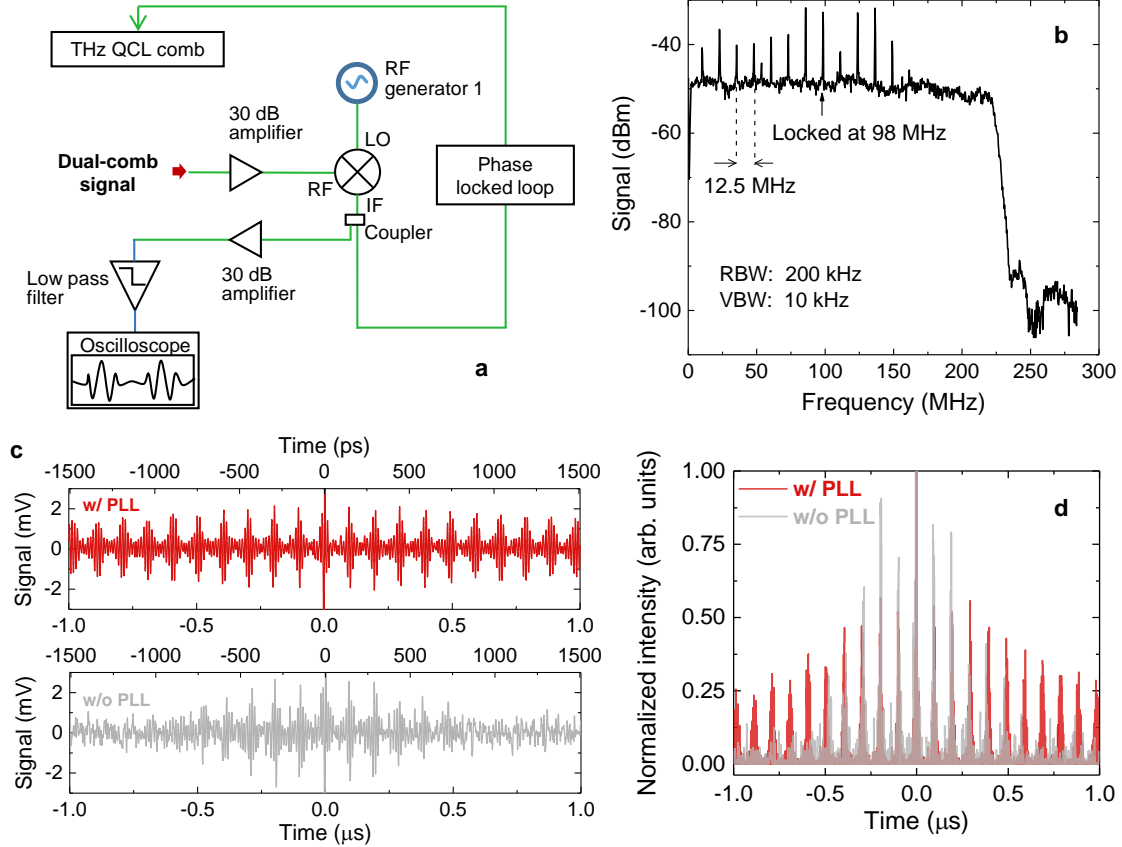 THz QCL comb
RF
generator 1
30 dB
amplifier
LO
Dual-comb
signal
RF
IF
Coupler
Phase
locked loop
Low pass
filter
30 dB
amplifier
Oscilloscope
a
b
-40
-60
-80
-100
Signal (dBm)
Locked at 98 MHz
12.5 MHz
RBW: 200 kHz
VBW: 10 kHz
0 50 100 150 200 250 300
Frequency (MHz)
c
Time (ps)
-1500 -1000 -500 0 500 1000 1500
w/ PLL
2
0
-2
Signal (mV)
-1.0 -0.5 0.0 0.5 1.0
-1500 -1000 -500 0 500 1000 1500
w/o PLL
2
0
-2
Signal (mV)
-1.0 -0.5 0.0 0.5 1.0
Time (μs)
d
w/ PLL
w/o PLL
1.00
0.75
0.50
0.25
0.00
Normalized intensity (arb. units)
-1.0 -0.5 0.0 0.5 1.0
Time (μs)